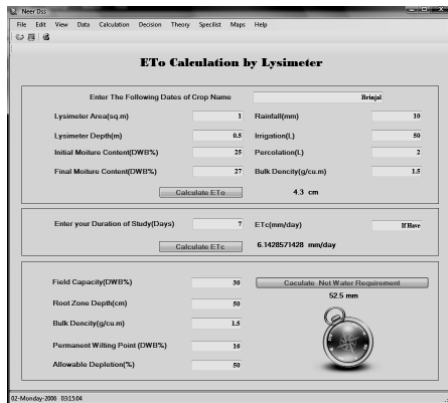 Neer Dss
File Edit View Data Calculation Decision Theory Specilist Maps Help
ETo Calculation by Lysimeter
Enter The Following Dates of Crop Name Brinjal
Lysimeter Area(sq.m) 1 Rainfall(mm) 10
Lysimeter Depth(m) 0.5 Irrigation(L) 50
Initial Moiture Content(DWB%) 25 Percolation(L) 2
Final Moiture Content(DWB%) 27 Bulk Dencity(g/cu.m) 1.5
Calculate ETo 4.3 cm
Enter your Duration of Study(Days) 7 ETc(mm/day) If Have
Calculate ETc 6.1428571428 mm/day
Field Capacity(DWB%) 30 Caculate Net Water Requirement
Root Zone Depth(cm) 50 52.5 mm
Bulk Dencity(g/cu.m) 1.5
Permanent Wilting Point (DWB%) 16
Allowable Depletion(%) 50
02-Monday-2006 03:15:04